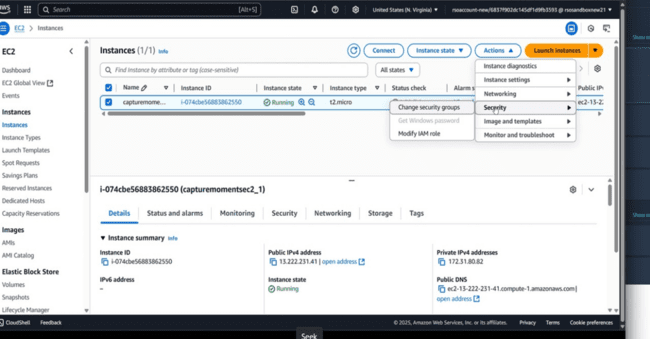 aws
Search
[Alt+S]
United States (N. Virginia)
EC2
EC2 > Instances
Dashboard
EC2 Global View
Events
Instances
Instances
Instance Types
Launch Templates
Spot Requests
Savings Plans
Reserved Instances
Dedicated Hosts
Capacity Reservations
Images
AMIs
AMI Catalog
Elastic Block Store
Volumes
Snapshots
Lifecycle Manager
Instances (1/1) Info
Connect
Instance state
Actions
Launch instances
Find Instance by attribute or tag (case-sensitive)
All states
Name
Instance ID
Instance state
Instance type
Status check
Alarm s
Public IP
capturemome...
i-074cbe56883862550
Running
t2.micro
ec2-13-222
Instance diagnostics
Instance settings
Networking
Security
Image and templates
Monitor and troubleshoot
Change security groups
Get Windows password
Modify IAM role
i-074cbe56883862550 (capturemomentsec2_1)
Details
Status and alarms
Monitoring
Security
Networking
Storage
Tags
Instance summary Info
Instance ID
i-074cbe56883862550
Public IPv4 address
13.222.231.41 | open address
Private IPv4 addresses
172.31.80.82
IPv6 address
–
Instance state
Running
Public DNS
ec2-13-222-231-41.compute-1.amazonaws.com |
open address
CloudShell
Feedback
© 2025, Amazon Web Services, Inc. or its affiliates.
Privacy
Terms
Cookie preferences
Seek